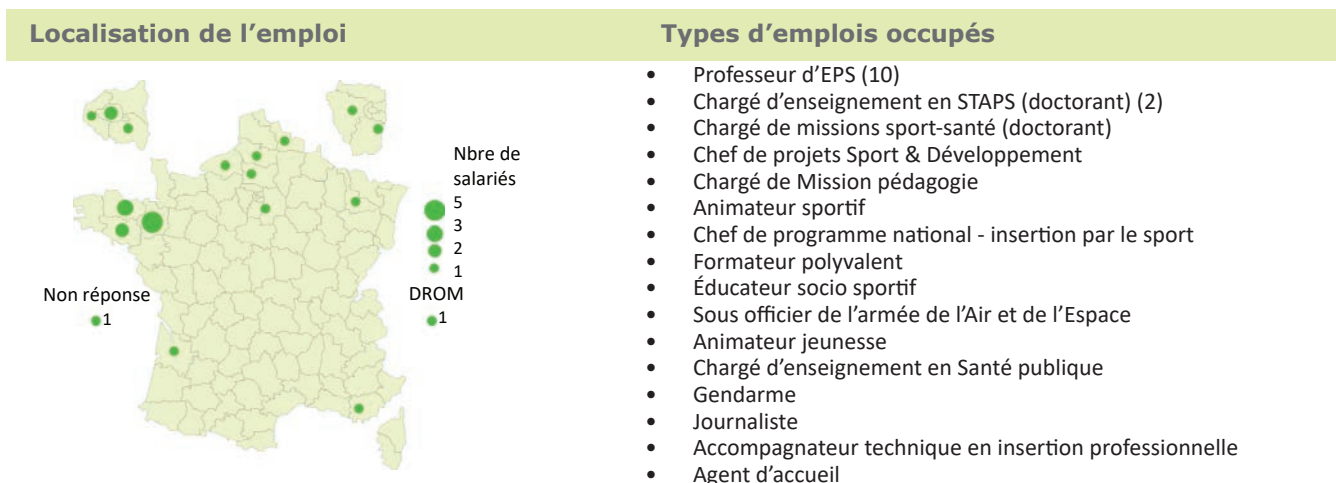 Localisation de l’emploi
Nbre de
salariés
5
3
2
1
Non réponse
1
DROM
1
Types d’emplois occupés
• Professeur d’EPS (10)
• Chargé d’enseignement en STAPS (doctorant) (2)
• Chargé de missions sport-santé (doctorant)
• Chef de projets Sport & Développement
• Chargé de Mission pédagogie
• Animateur sportif
• Chef de programme national - insertion par le sport
• Formateur polyvalent
• Éducateur socio sportif
• Sous officier de l’armée de l’Air et de l’Espace
• Animateur jeunesse
• Chargé d’enseignement en Santé publique
• Gendarme
• Journaliste
• Accompagnateur technique en insertion professionnelle
• Agent d’accueil